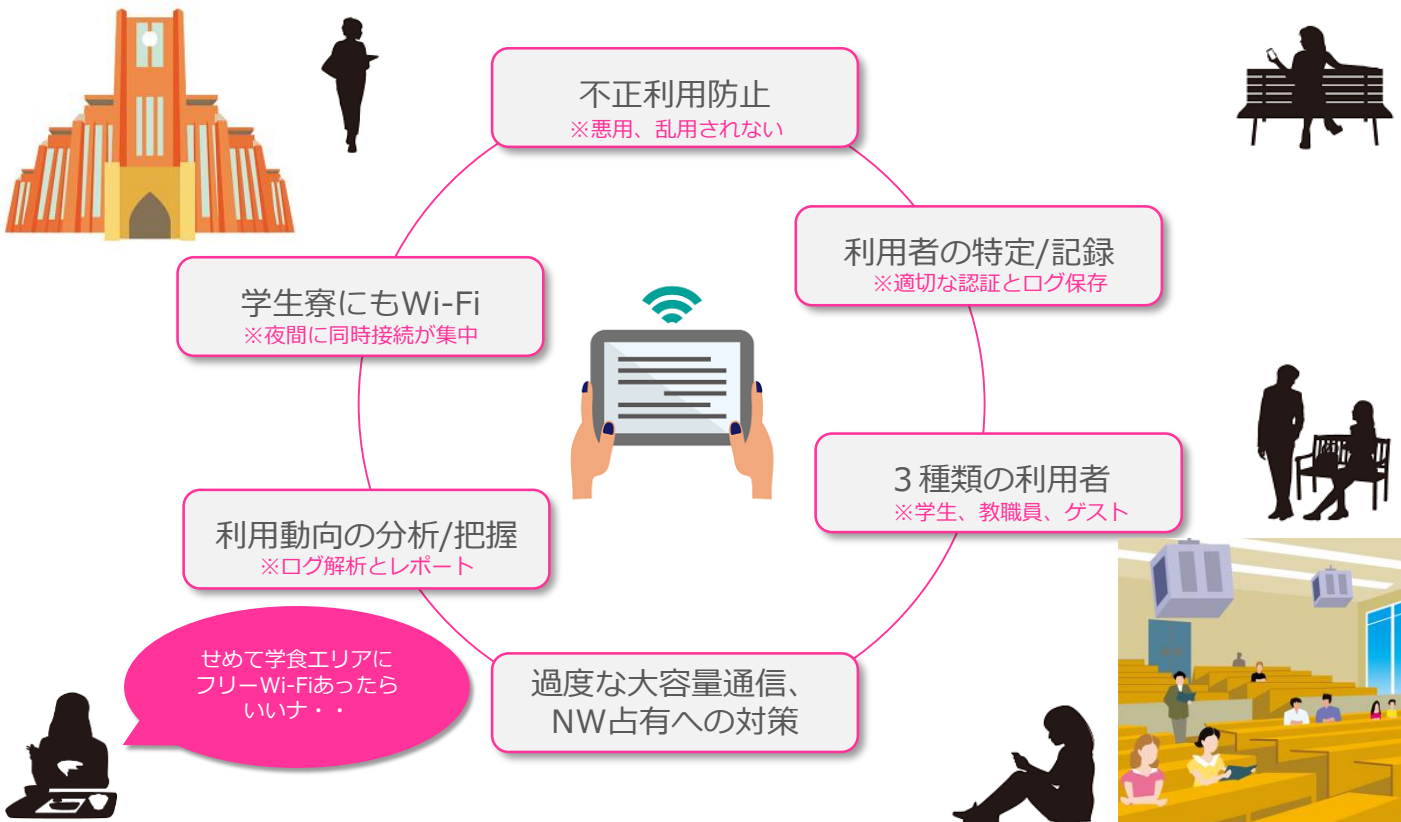 不正利用防止
※悪用、乱用されない
利用者の特定/記録
※適切な認証とログ保存
学生寮にもWi-Fi
※夜間に同時接続が集中
３種類の利用者
※学生、教職員、ゲスト
利用動向の分析/把握
※ログ解析とレポート
過度な大容量通信、
NW占有への対策
せめて学食エリアに
フリーWi-Fiあったら
いいナ・・